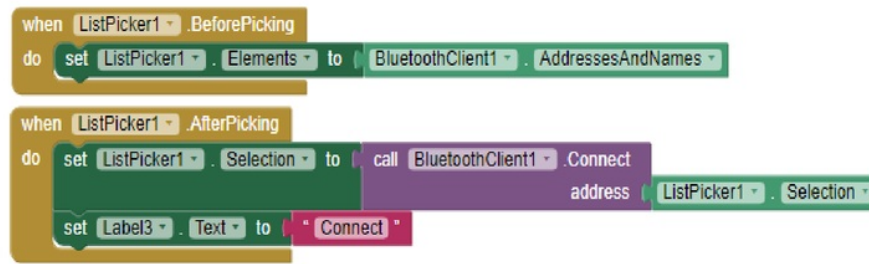 when ListPicker1 .BeforePicking
do set ListPicker1 . Elements to BluetoothClient1 . AddressesAndNames
when ListPicker1 .AfterPicking
do set ListPicker1 . Selection to call BluetoothClient1 .Connect
address ListPicker1 . Selection
set Label3 . Text to " Connect "